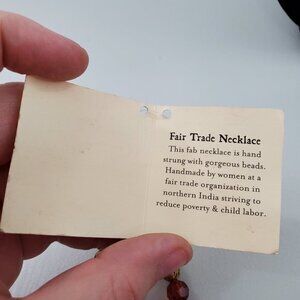 Fair Trade Necklace
This fab necklace is hand
strung with gorgeous beads.
Handmade by women at a
fair trade organization in
northern India striving to
reduce poverty & child labor.